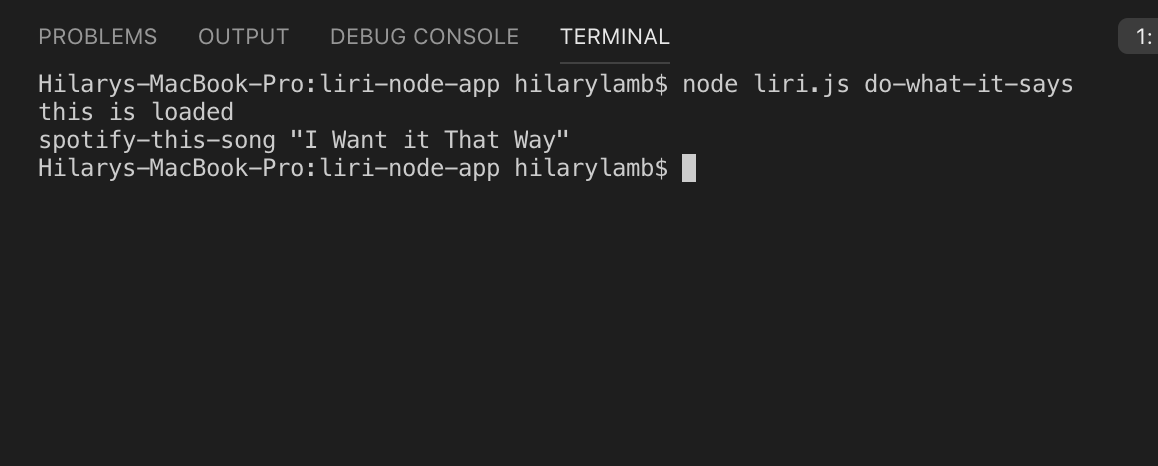 PROBLEMS OUTPUT DEBUG CONSOLE TERMINAL 1:
Hilarys-MacBook-Pro:liri-node-app hilarylamb$ node liri.js do-what-it-says
this is loaded
spotify-this-song "I Want it That Way"
Hilarys-MacBook-Pro:liri-node-app hilarylamb$